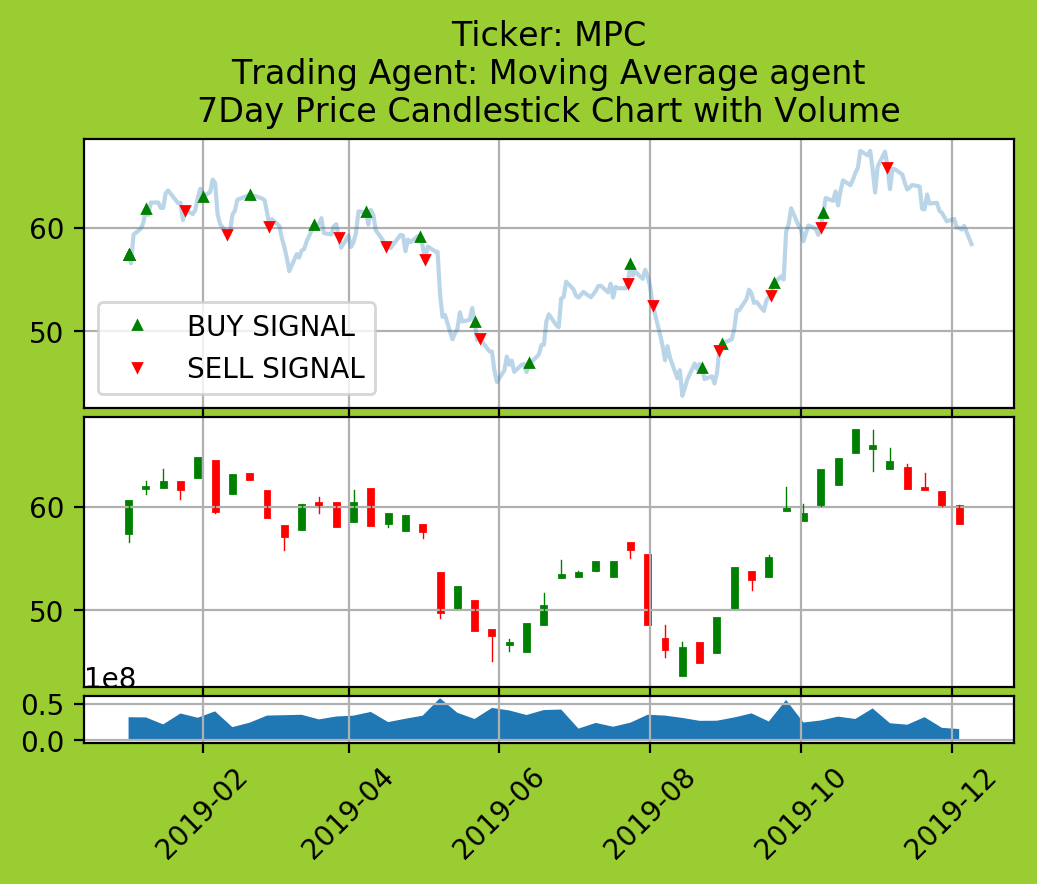 Ticker: MPC
Trading Agent: Moving Average agent
7Day Price Candlestick Chart with Volume
60
50
BUY SIGNAL
SELL SIGNAL
60
50
1e8
0.5
0.0
2019-02
2019-04
2019-06
2019-08
2019-10
2019-12